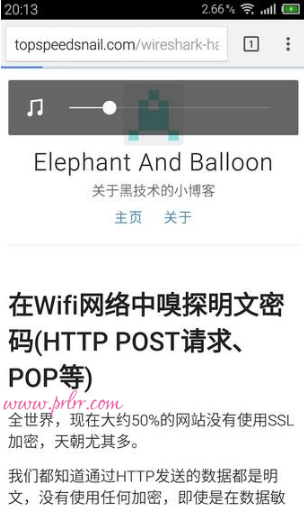 20:13
2.66%
topspeedsnail.com/wireshark-ha
1
Elephant And Balloon
关于黑技术的小博客
主页 关于
在Wifi网络中嗅探明文密
码(HTTP POST请求、
POP等)
www.prlrr.com
全世界，现在大约50%的网站没有使用SSL
加密，天朝尤其多。
我们都知道通过HTTP发送的数据都是明
文，没有使用任何加密，即使是在数据敏